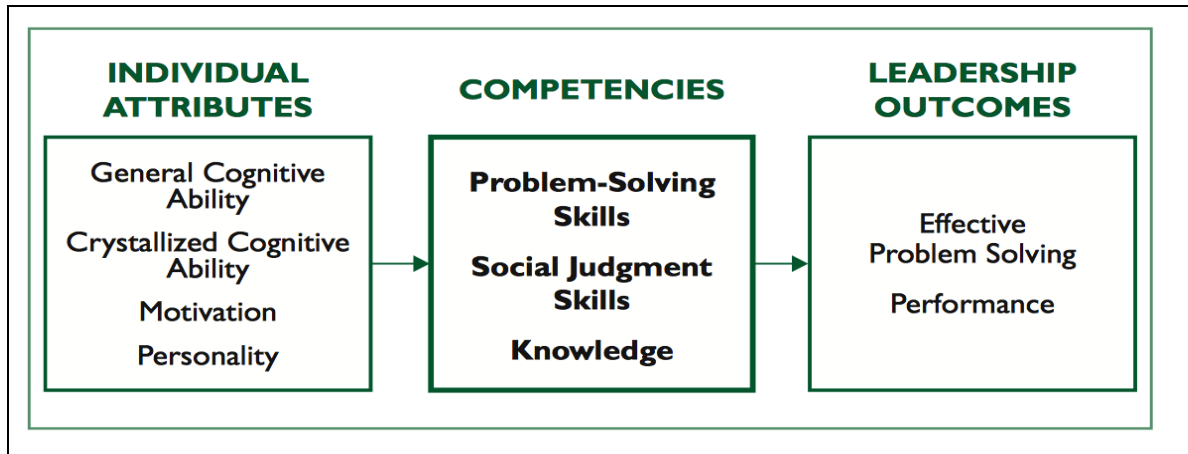 INDIVIDUAL
ATTRIBUTES
General Cognitive
Ability
Crystallized Cognitive
Ability
Motivation
Personality
COMPETENCIES
Problem-Solving
Skills
Social Judgment
Skills
Knowledge
LEADERSHIP
OUTCOMES
Effective
Problem Solving
Performance